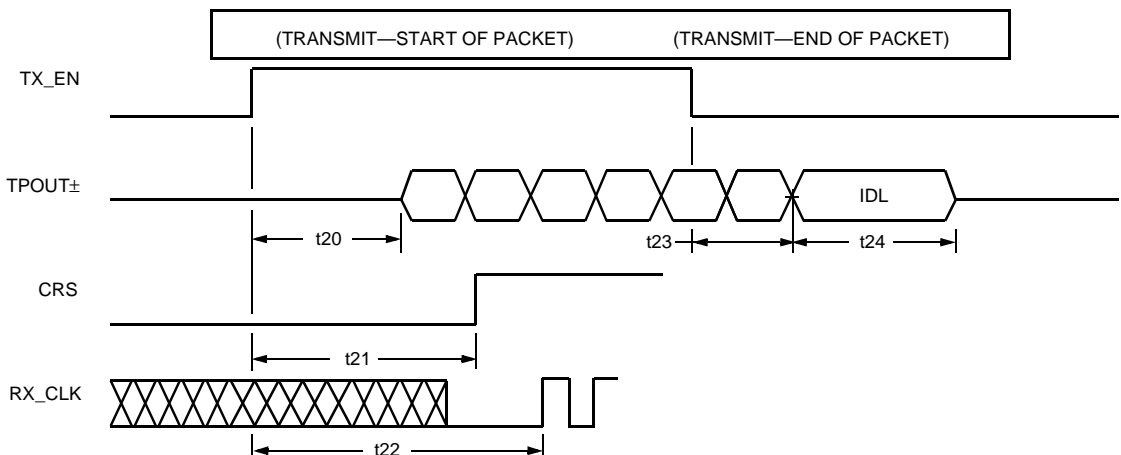 (TRANSMIT—START OF PACKET) (TRANSMIT—END OF PACKET)
TX_EN
TPOUT±
IDL
t20
t23
t24
CRS
t21
RX_CLK
t22